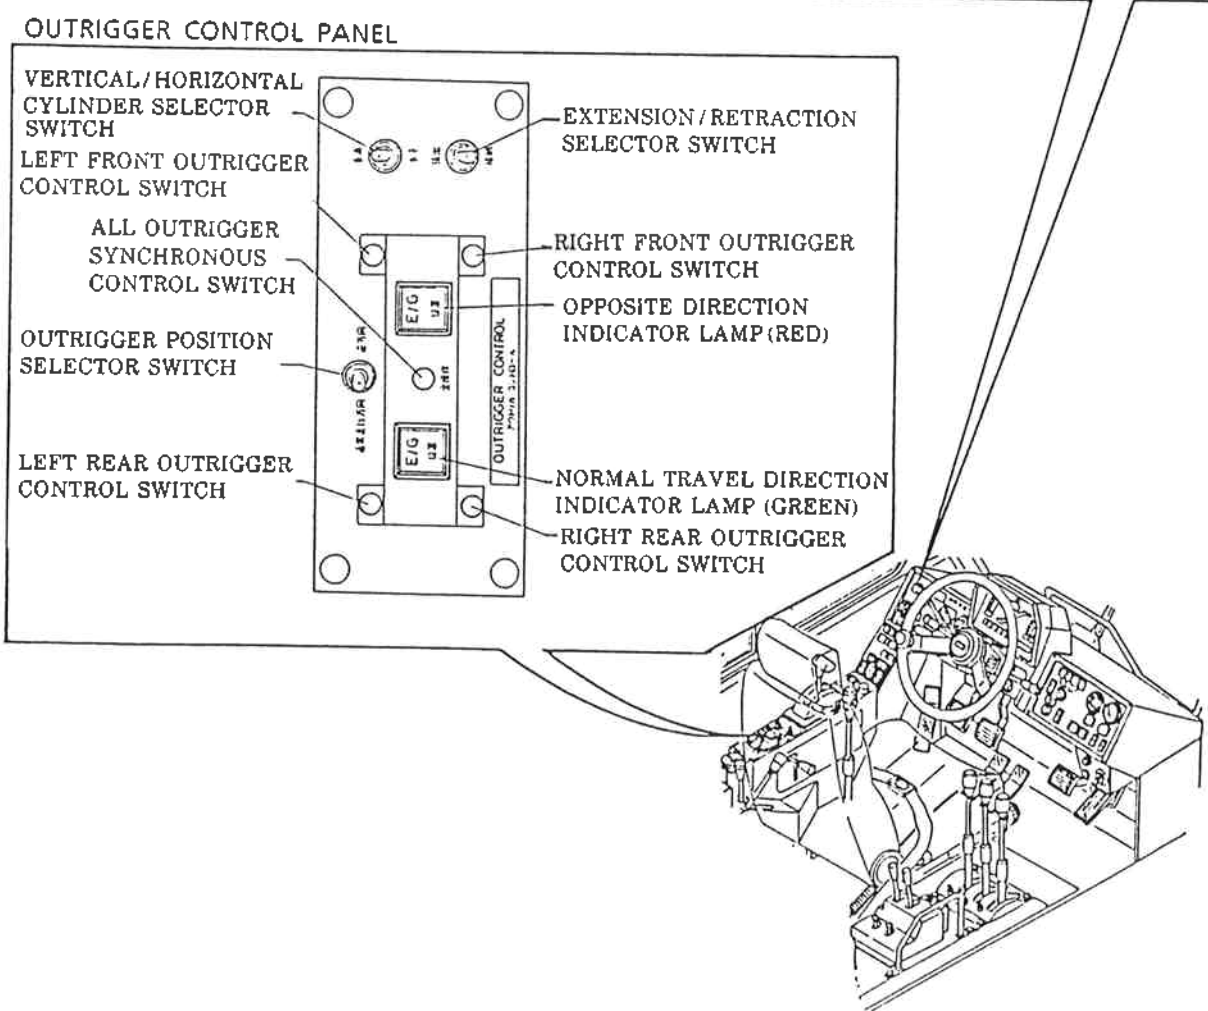 OUTRIGGER CONTROL PANEL
VERTICAL/HORIZONTAL
CYLINDER SELECTOR
SWITCH
EXTENSION/RETRACTION
SELECTOR SWITCH
LEFT FRONT OUTRIGGER
CONTROL SWITCH
ALL OUTRIGGER
SYNCHRONOUS
CONTROL SWITCH
RIGHT FRONT OUTRIGGER
CONTROL SWITCH
OPPOSITE DIRECTION
INDICATOR LAMP (RED)
OUTRIGGER POSITION
SELECTOR SWITCH
LEFT REAR OUTRIGGER
CONTROL SWITCH
NORMAL TRAVEL DIRECTION
INDICATOR LAMP (GREEN)
RIGHT REAR OUTRIGGER
CONTROL SWITCH
E/G
E/G
OUTRIGGER CONTROL